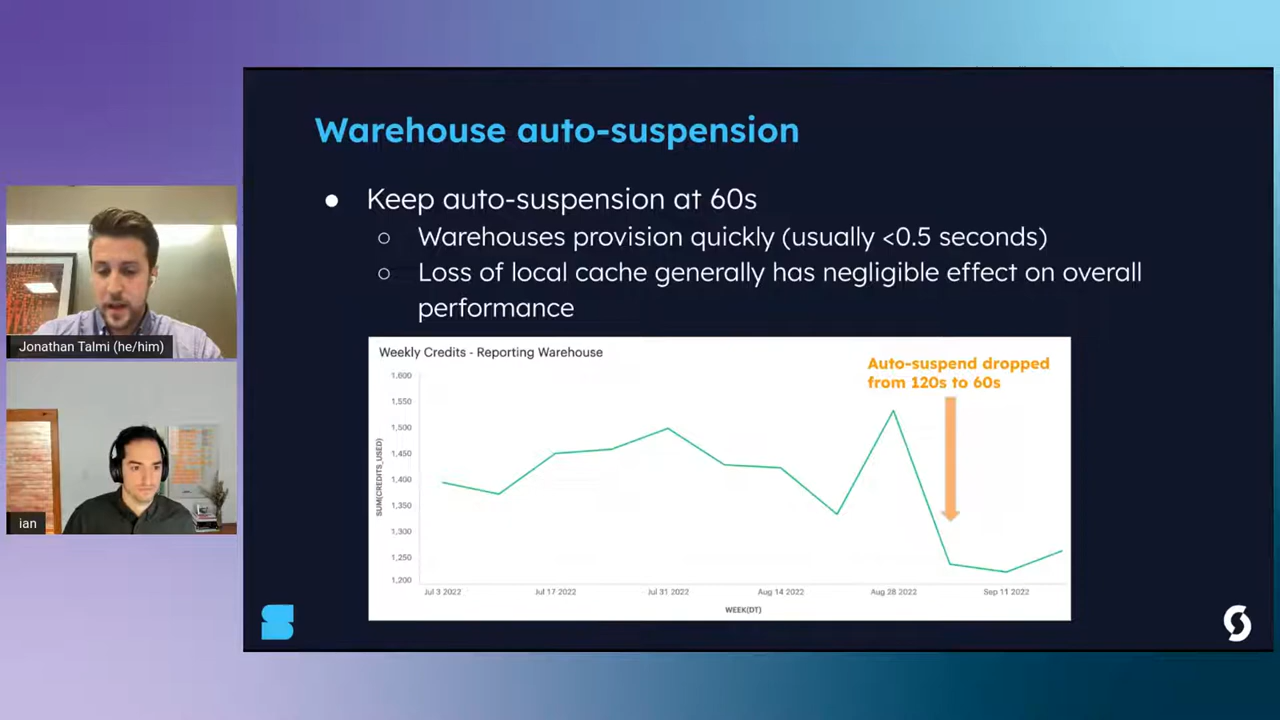 Warehouse auto-suspension
● Keep auto-suspension at 60s
○ Warehouses provision quickly (usually <0.5 seconds)
○ Loss of local cache generally has negligible effect on overall
performance
Weekly Credits - Reporting Warehouse
Auto-suspend dropped
from 120s to 60s
1,600
1,550
1,500
1,450
1,400
1,350
1,300
1,250
1,200
SUM(CREDITS_USED)
Jul 3 2022
Jul 17 2022
Jul 31 2022
Aug 14 2022
Aug 28 2022
Sep 11 2022
WEEK(DT)
Jonathan Talmi (he/him)
ian